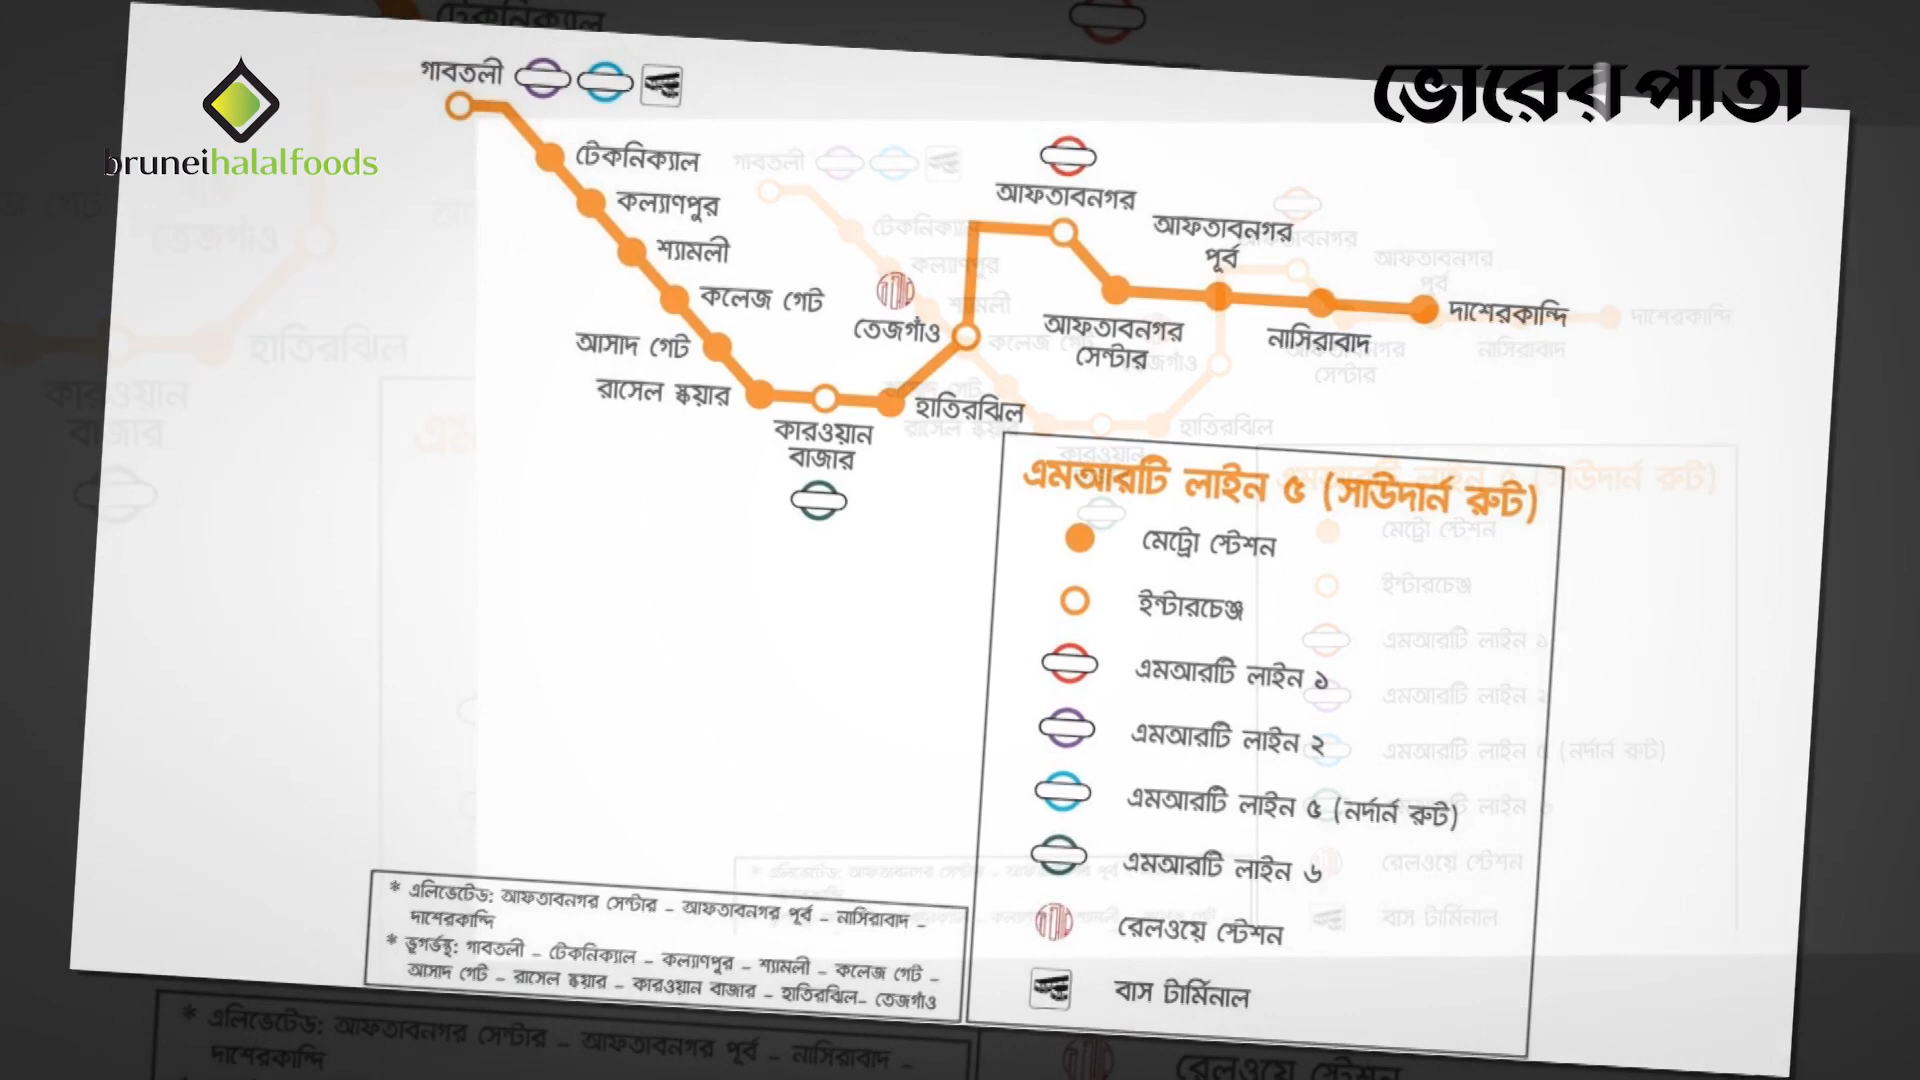 bruneihalalfoods
ভোরের পাতা
গাবতলী
টেকনিক্যাল
কল্যাণপুর
শ্যামলী
কলেজ গেট
আসাদ গেট
রাসেল স্কয়ার
কারওয়ান
বাজার
হাতিরঝিল
তেজগাঁও
আফতাবনগর
আফতাবনগর
সেন্টার
আফতাবনগর
পূর্ব
নাসিরাবাদ
দাশেরকান্দি
এমআরটি লাইন ৫ (সাউদার্ন রুট)
মেট্রো স্টেশন
ইন্টারচেঞ্জ
এমআরটি লাইন ১
এমআরটি লাইন ২
এমআরটি লাইন ৫ (নর্দার্ন রুট)
এমআরটি লাইন ৬
রেলওয়ে স্টেশন
বাস টার্মিনাল
* এলিভেটেড: আফতাবনগর সেন্টার – আফতাবনগর পূর্ব – নাসিরাবাদ –
দাশেরকান্দি
* ভূগর্ভস্থ: গাবতলী – টেকনিক্যাল – কল্যাণপুর – শ্যামলী – কলেজ গেট –
আসাদ গেট – রাসেল স্কয়ার – কারওয়ান বাজার – হাতিরঝিল– তেজগাঁও